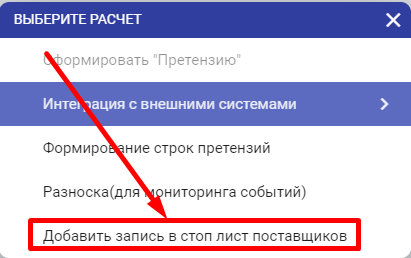 ВЫБЕРИТЕ РАСЧЕТ
Сформировать "Претензию"
Интеграция с внешними системами
Формирование строк претензий
Разноска(для мониторинга событий)
Добавить запись в стоп лист поставщиков